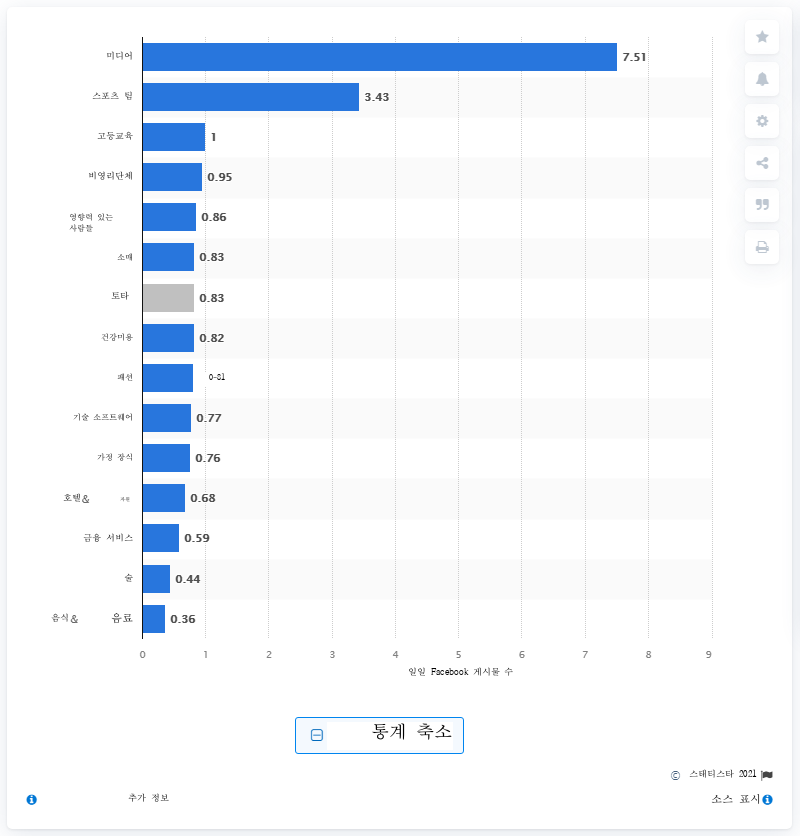 미디어 7.51
스포츠 팀 3.43
고등교육 1
비영리단체 0.95
영향력 있는
사람들 0.86
소매 0.83
토타 0.83
건강미용 0.82
패션 0-81
기술 소프트웨어 0.77
가정 장식 0.76
호텔& 0.68
금융 서비스 0.59
술 0.44
음식& 음료 0.36
0 1 2 3 4 5 6 7 8 9
일일 Facebook 게시물 수
통계 축소
© 스태티스타 2021
추가 정보 소스 표시